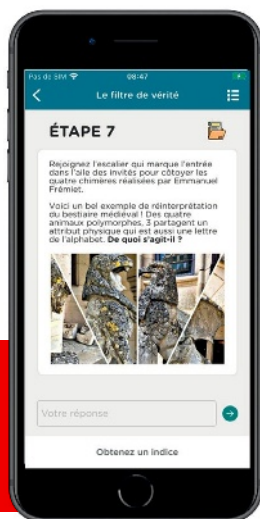 Pas de SIM 08:47
Le filtre de vérité
ÉTAPE 7
Rejoignez l'escalier qui marque l'entrée
dans l'aile des invités pour côtoyer les
quatre chimères réalisées par Emmanuel
Frémiet.
Voici un bel exemple de réinterprétation
du bestiaire médiéval ! Des quatre
animaux polymorphes, 3 partagent un
attribut physique qui est aussi une lettre
de l'alphabet. De quoi s'agit-il ?
Votre réponse
Obtenez un indice